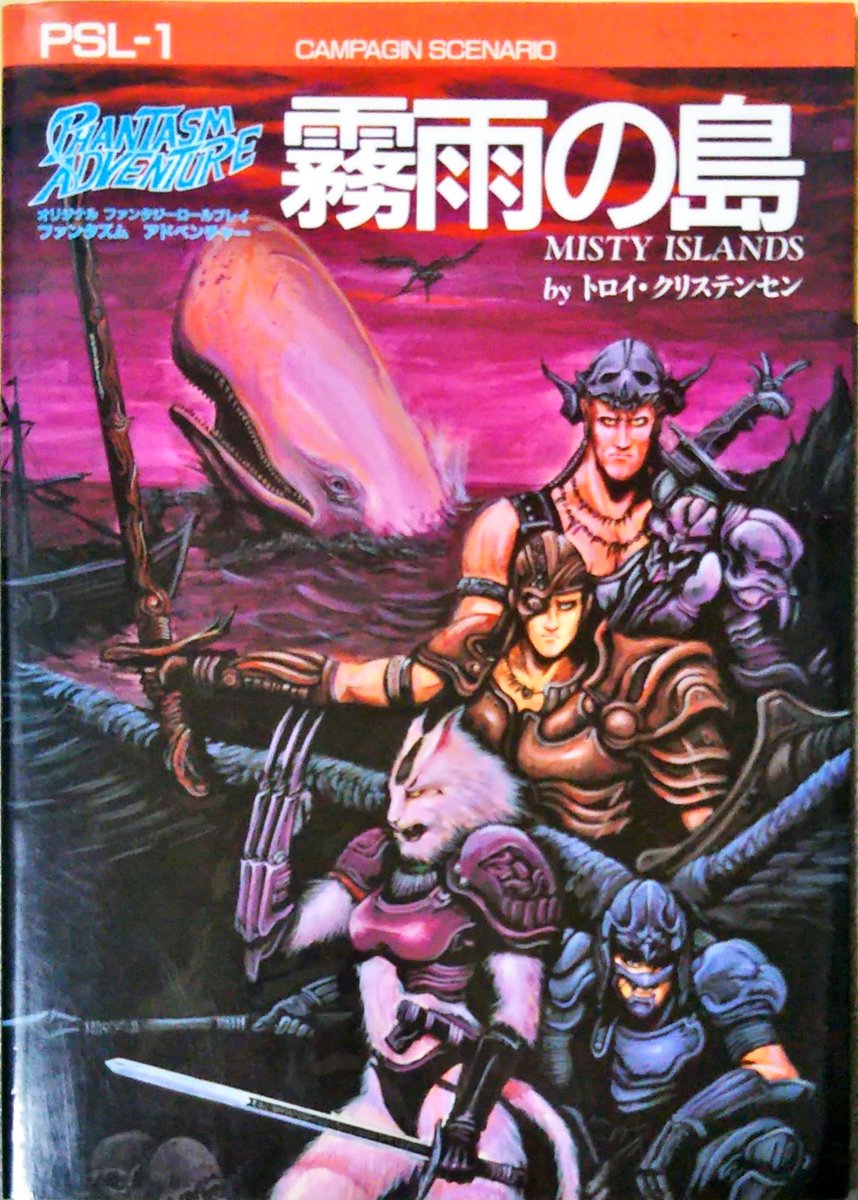 PSL-1
CAMPAGIN SCENARIO
PHANTASM ADVENTURE
オリジナル ファンタジーロールプレイ
ファンタズム アドベンチャー
霧雨の島
MISTY ISLANDS
by トロイ・クリステンセン